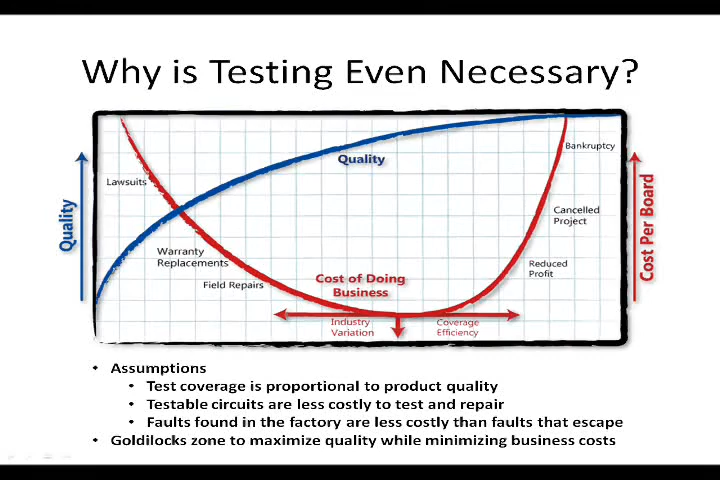 Why is Testing Even Necessary?
Quality
Bankruptcy
Lawsuits
Quality
Cost Per Board
Cancelled
Project
Warranty
Replacements
Field Repairs
Cost of Doing
Business
Reduced
Profit
Industry
Variation
Coverage
Efficiency
• Assumptions
• Test coverage is proportional to product quality
• Testable circuits are less costly to test and repair
• Faults found in the factory are less costly than faults that escape
• Goldilocks zone to maximize quality while minimizing business costs